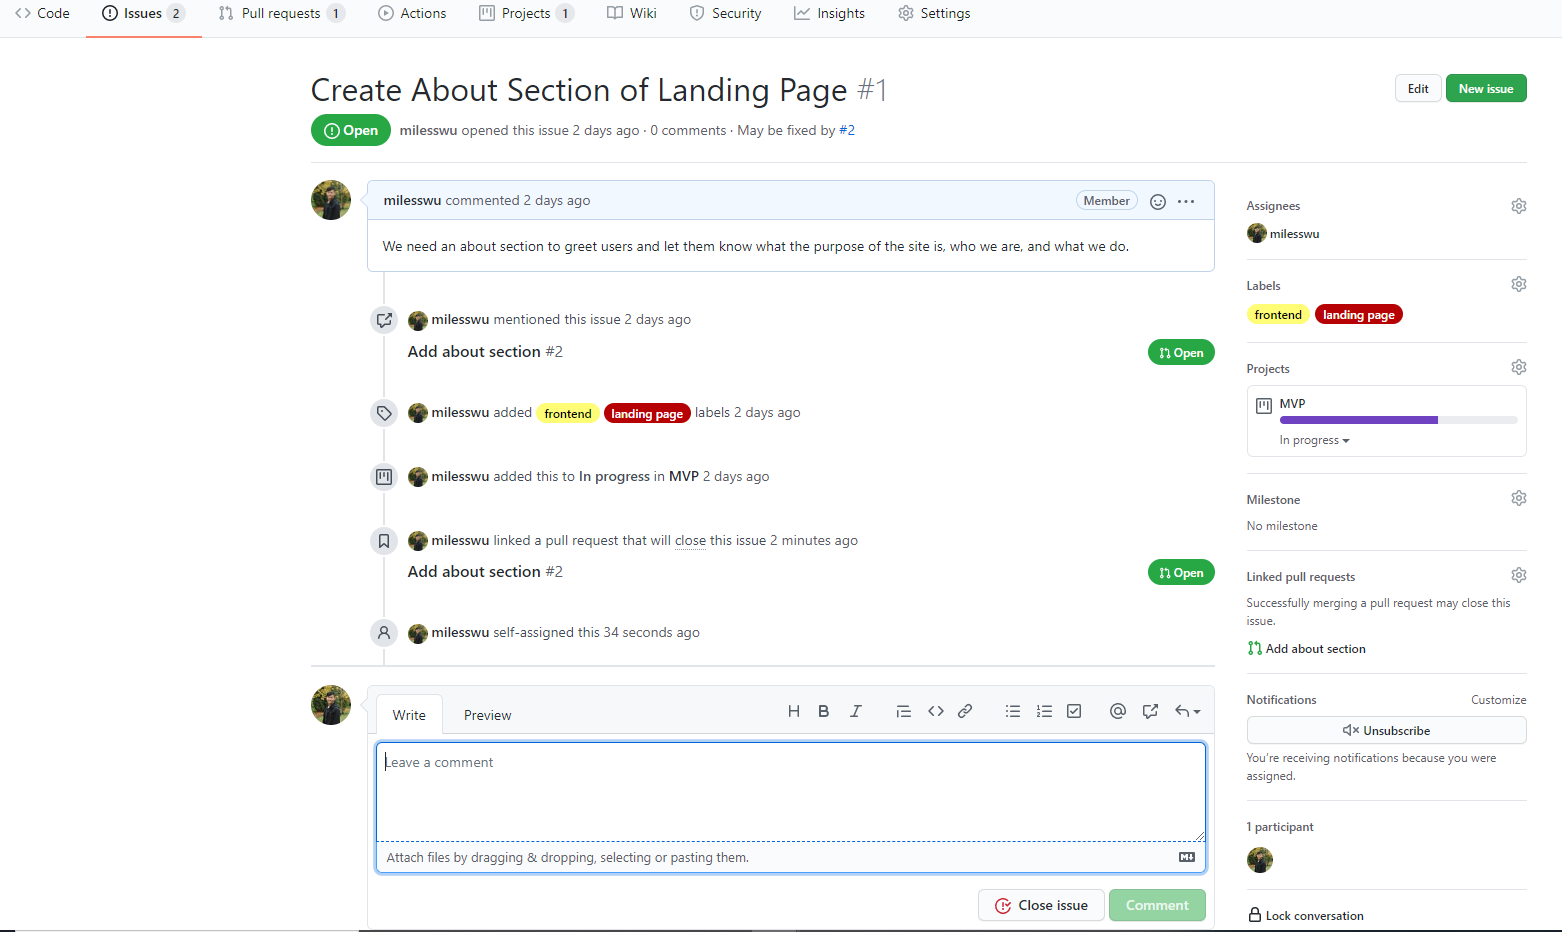 Code Issues 2 Pull requests 1 Actions Projects 1 Wiki Security Insights Settings
Create About Section of Landing Page #1
Edit New issue
Open milesswu opened this issue 2 days ago · 0 comments · May be fixed by #2
milesswu commented 2 days ago Member
We need an about section to greet users and let them know what the purpose of the site is, who we are, and what we do.
milesswu mentioned this issue 2 days ago
Add about section #2 Open
milesswu added frontend landing page labels 2 days ago
milesswu added this to In progress in MVP 2 days ago
milesswu linked a pull request that will close this issue 2 minutes ago
Add about section #2 Open
milesswu self-assigned this 34 seconds ago
Write Preview H B I
Leave a comment
Attach files by dragging & dropping, selecting or pasting them.
Close issue Comment
Assignees
milesswu
Labels
frontend landing page
Projects
MVP
In progress
Milestone
No milestone
Linked pull requests
Successfully merging a pull request may close this
issue.
Add about section
Notifications Customize
Unsubscribe
You're receiving notifications because you were
assigned.
1 participant
Lock conversation